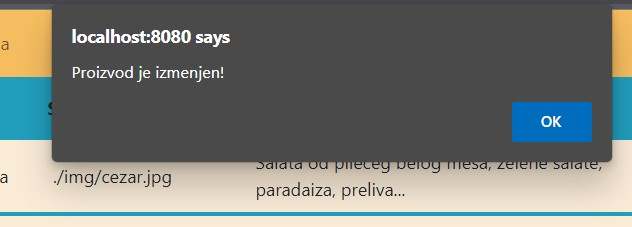 localhost:8080 says
a
Proizvod je izmenjen!
OK
Salata od pilećeg belog mesa, zelene salate,
a ./img/cezar.jpg
paradaiza, preliva...